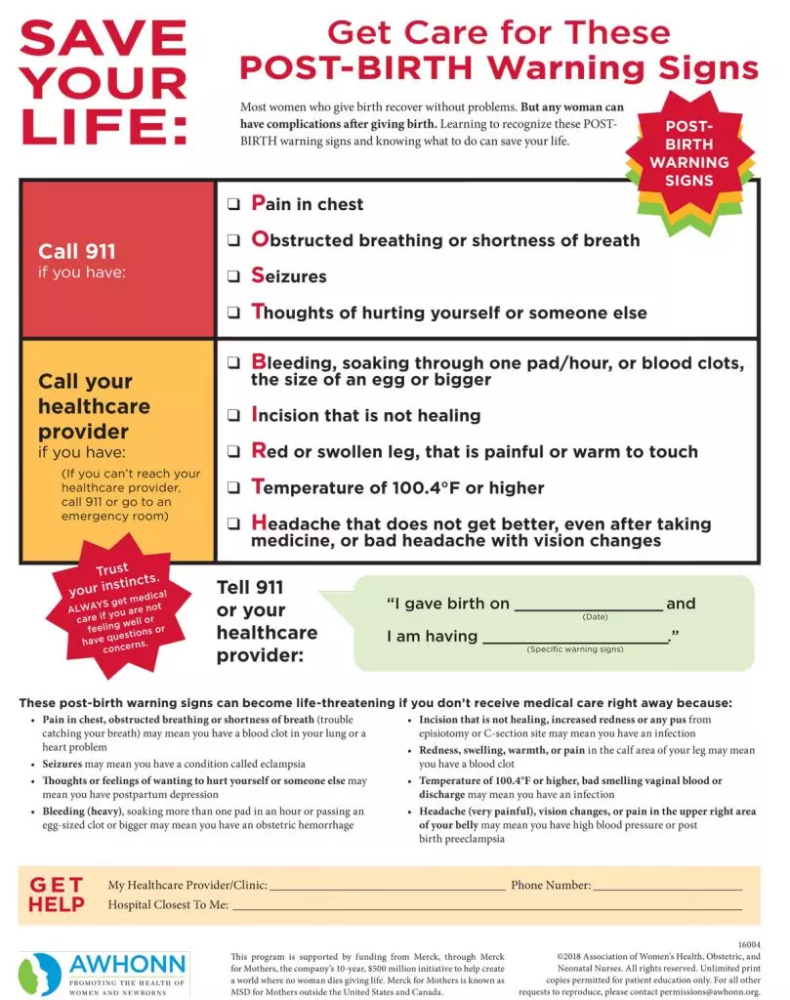 SAVE
YOUR
LIFE:
Get Care for These
POST-BIRTH Warning Signs
Most women who give birth recover without problems. But any woman can
have complications after giving birth. Learning to recognize these POST-
BIRTH warning signs and knowing what to do can save your life.
POST-
BIRTH
WARNING
SIGNS
Call 911
if you have:
❏ Pain in chest
❏ Obstructed breathing or shortness of breath
❏ Seizures
❏ Thoughts of hurting yourself or someone else
Call your
healthcare
provider
if you have:
(If you can’t reach your
healthcare provider,
call 911 or go to an
emergency room)
❏ Bleeding, soaking through one pad/hour, or blood clots,
the size of an egg or bigger
❏ Incision that is not healing
❏ Red or swollen leg, that is painful or warm to touch
❏ Temperature of 100.4°F or higher
❏ Headache that does not get better, even after taking
medicine, or bad headache with vision changes
Trust
your instincts.
ALWAYS get medical
care if you are not
feeling well or
have questions or
concerns.
Tell 911
or your
healthcare
provider:
“I gave birth on ____________________ and
(Date)
I am having _________________________.”
(Specific warning signs)
These post-birth warning signs can become life-threatening if you don’t receive medical care right away because:
• Pain in chest, obstructed breathing or shortness of breath (trouble
catching your breath) may mean you have a blood clot in your lung or a
heart problem
• Seizures may mean you have a condition called eclampsia
• Thoughts or feelings of wanting to hurt yourself or someone else may
mean you have postpartum depression
• Bleeding (heavy), soaking more than one pad in an hour or passing an
egg-sized clot or bigger may mean you have an obstetric hemorrhage
• Incision that is not healing, increased redness or any pus from
episiotomy or C-section site may mean you have an infection
• Redness, swelling, warmth, or pain in the calf area of your leg may mean
you have a blood clot
• Temperature of 100.4°F or higher, bad smelling vaginal blood or
discharge may mean you have an infection
• Headache (very painful), vision changes, or pain in the upper right area
of your belly may mean you have high blood pressure or post
birth preeclampsia
GET
HELP
My Healthcare Provider/Clinic: ____________________ Phone Number: ____________________
Hospital Closest To Me: ____________________
AWHONN
PROMOTING THE HEALTH OF
WOMEN AND NEWBORNS
This program is supported by funding from Merck, through Merck
for Mothers, the company’s 10-year, $500 million initiative to help create
a world where no woman dies giving life. Merck for Mothers is known as
MSD for Mothers outside the United States and Canada.
16004
©2018 Association of Women’s Health, Obstetric, and
Neonatal Nurses. All rights reserved. Unlimited print
copies permitted for patient education only. For all other
requests to reproduce, please contact permissions@awhonn.org.